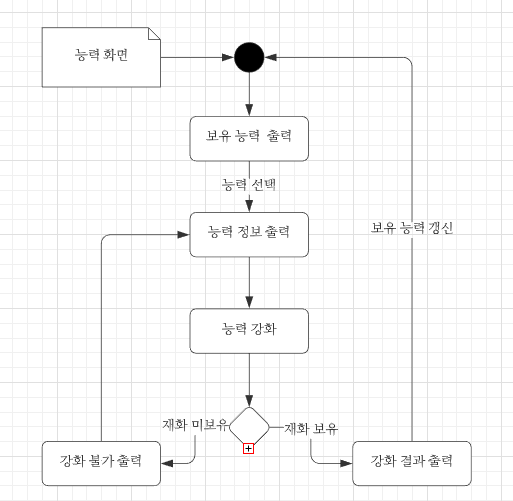 능력 화면
보유 능력 출력
능력 선택
능력 정보 출력
보유 능력 갱신
능력 강화
재화 미보유
재화 보유
강화 불가 출력
강화 결과 출력